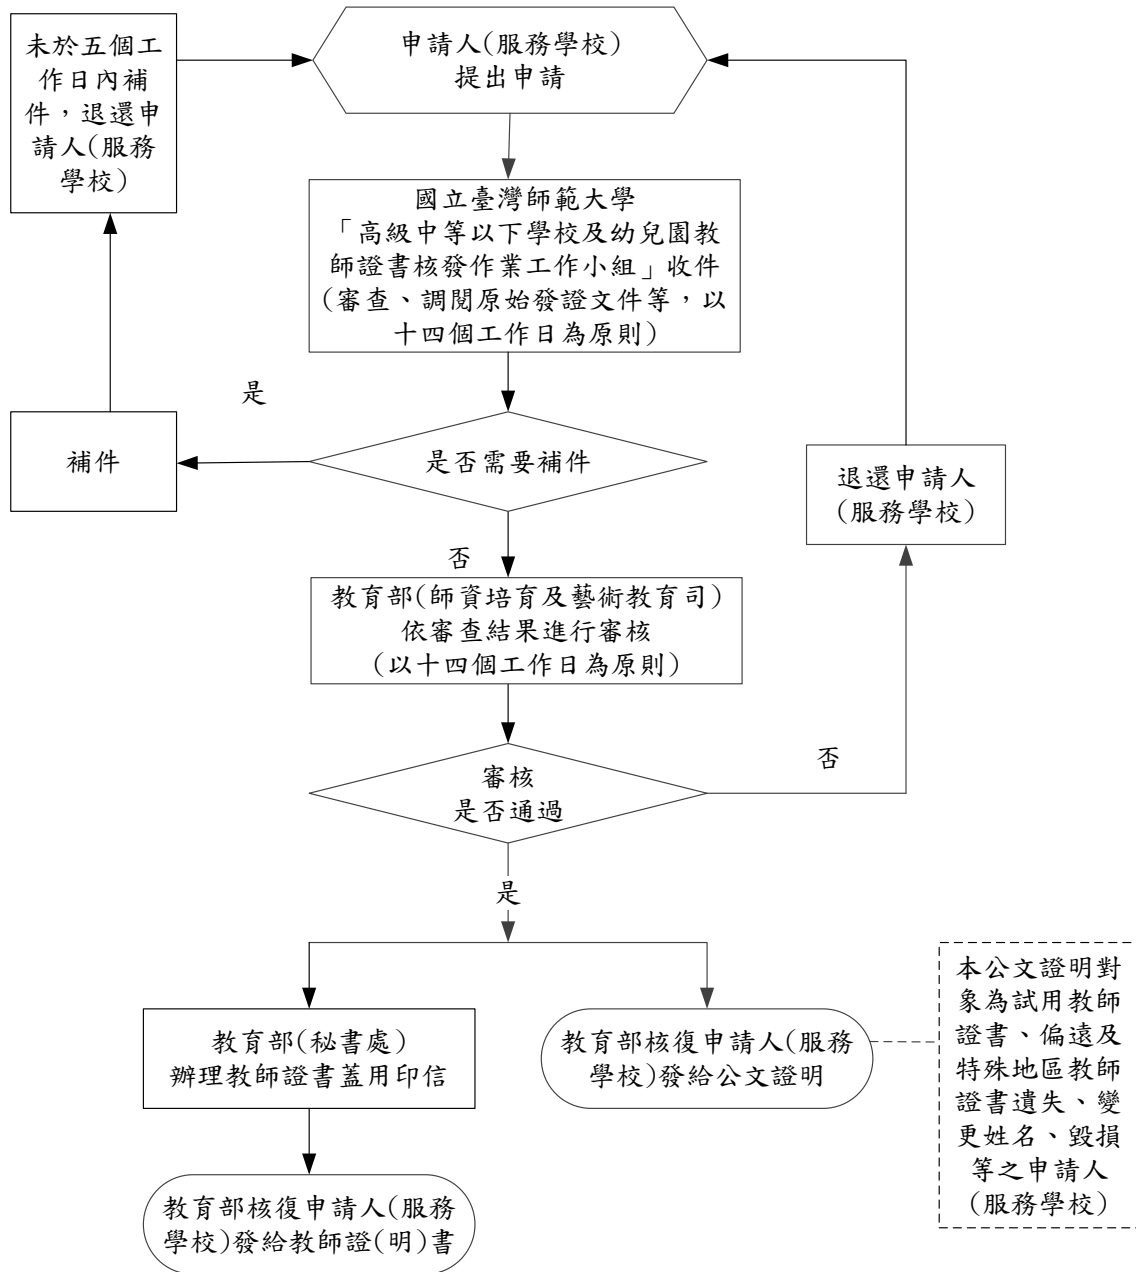 未於五個工
作日內補
件，退還申
請人(服務
學校)
申請人(服務學校)
提出申請
國立臺灣師範大學
「高級中等以下學校及幼兒園教
師證書核發作業工作小組」收件
(審查、調閱原始發證文件等，以
十四個工作日為原則)
是
補件
是否需要補件
退還申請人
(服務學校)
否
教育部(師資培育及藝術教育司)
依審查結果進行審核
(以十四個工作日為原則)
否
審核
是否通過
是
教育部(秘書處)
辦理教師證書蓋用印信
教育部核復申請人(服務
學校)發給公文證明
本公文證明對
象為試用教師
證書、偏遠及
特殊地區教師
證書遺失、變
更姓名、毀損
等之申請人
(服務學校)
教育部核復申請人(服務
學校)發給教師證(明)書